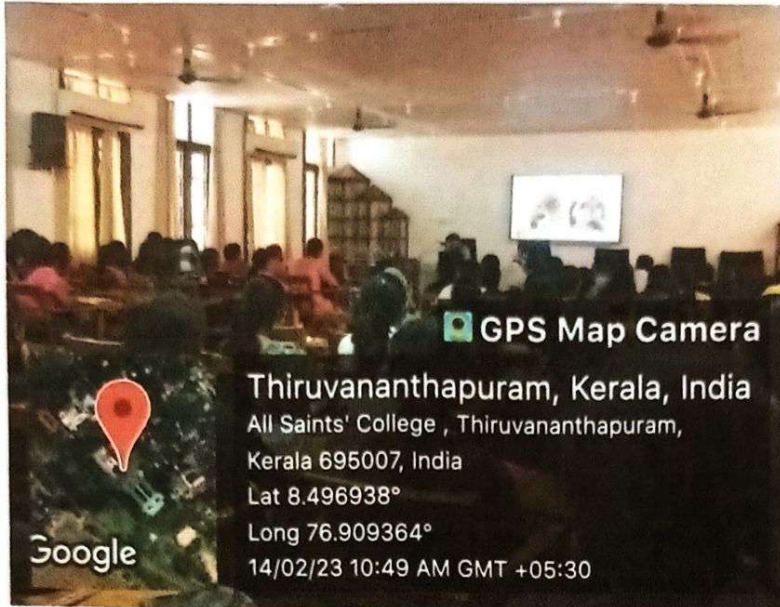 GPS Map Camera
Thiruvananthapuram, Kerala, India
All Saints' College , Thiruvananthapuram,
Kerala 695007, India
Lat 8.496938°
Long 76.909364°
14/02/23 10:49 AM GMT +05:30
Google